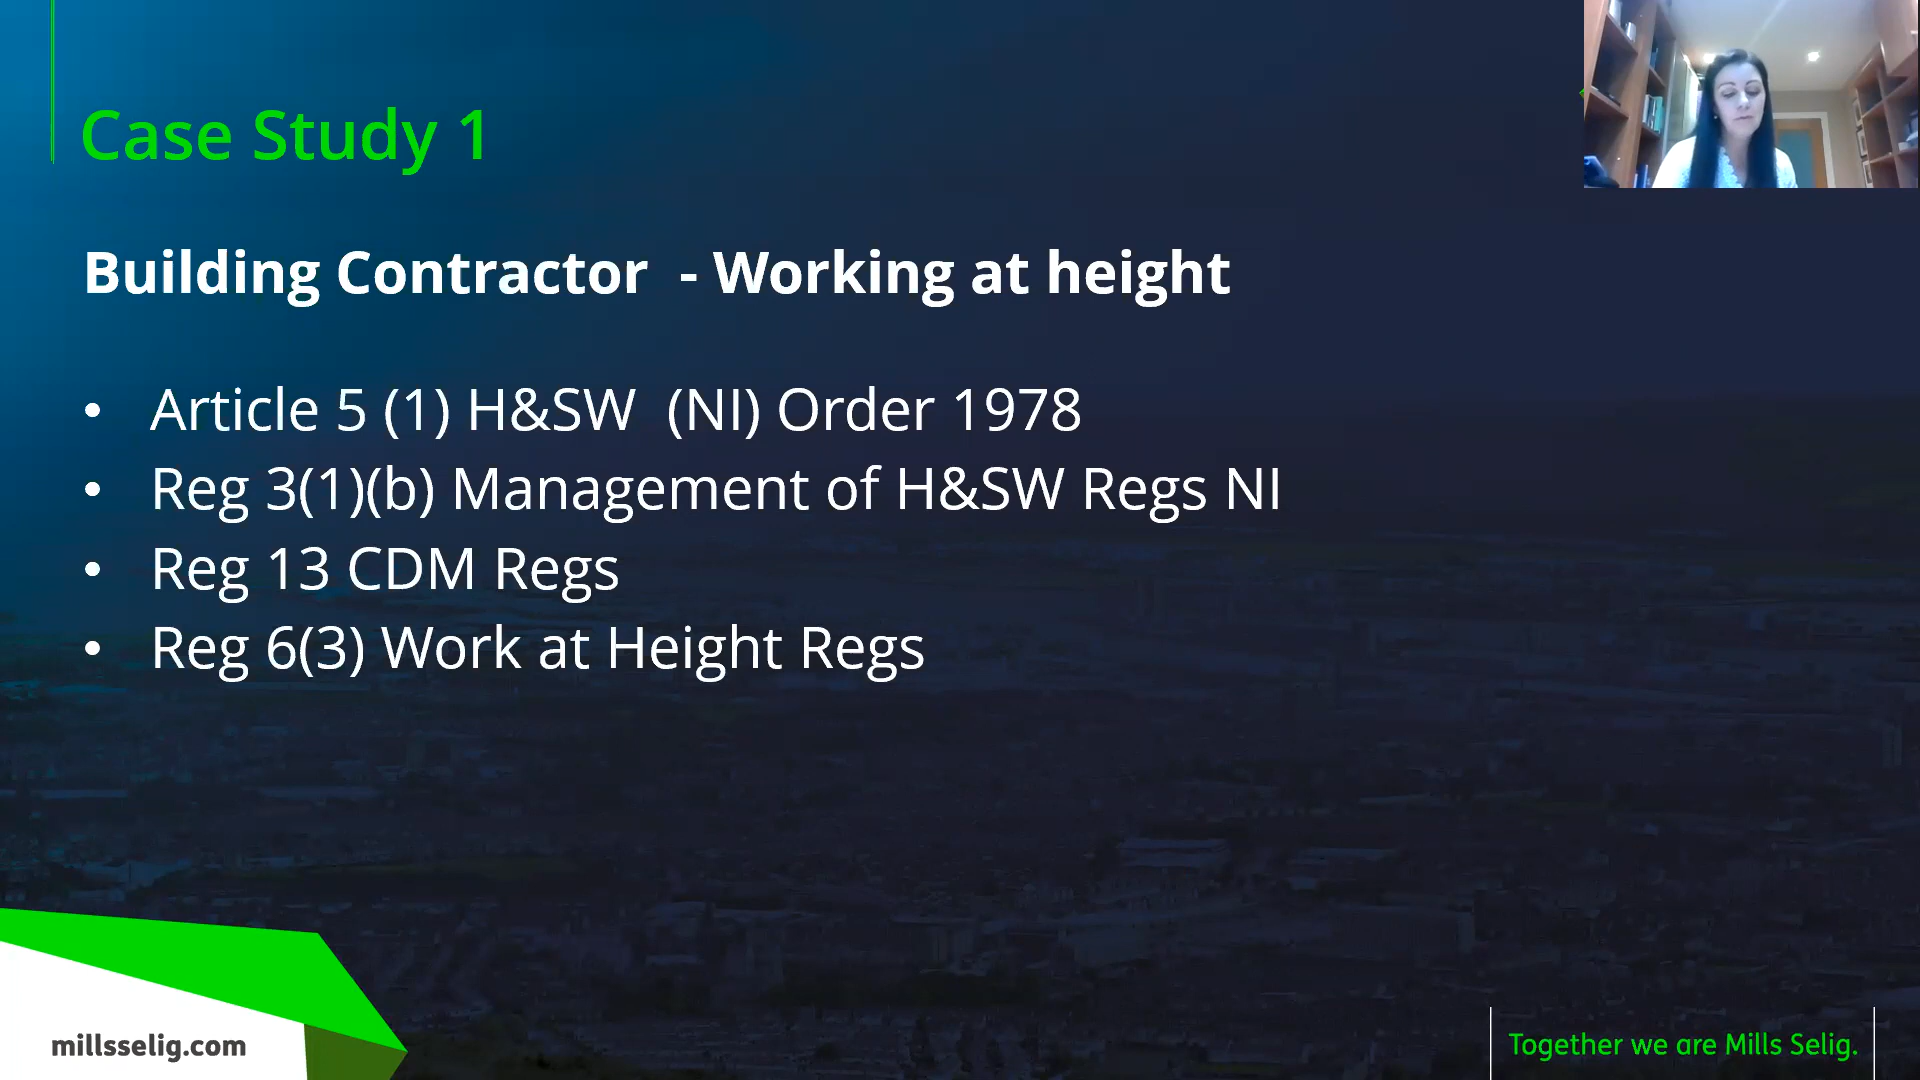 Case Study 1
Building Contractor - Working at height
• Article 5 (1) H&SW (NI) Order 1978
• Reg 3(1)(b) Management of H&SW Regs NI
• Reg 13 CDM Regs
• Reg 6(3) Work at Height Regs
millsselig.com
Together we are Mills Selig.